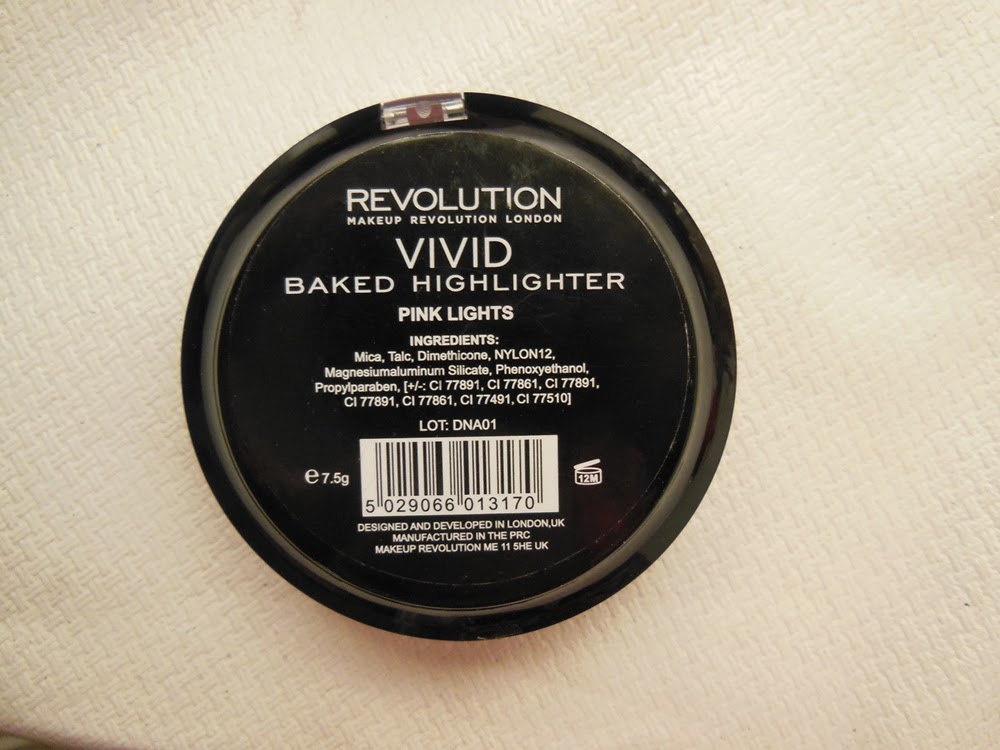 REVOLUTION
MAKEUP REVOLUTION LONDON
VIVID
BAKED HIGHLIGHTER
PINK LIGHTS
INGREDIENTS:
Mica, Talc, Dimethicone, NYLON12,
Magnesiumaluminum Silicate, Phenoxyethanol,
Propylparaben, [+/-: CI 77891, CI 77861, CI 77891,
CI 77891, CI 77861, CI 77491, CI 77510]
LOT: DNA01
℮ 7.5g
12M
5 029066 013170
DESIGNED AND DEVELOPED IN LONDON,UK
MANUFACTURED IN THE PRC
MAKEUP REVOLUTION ME 11 5HE UK